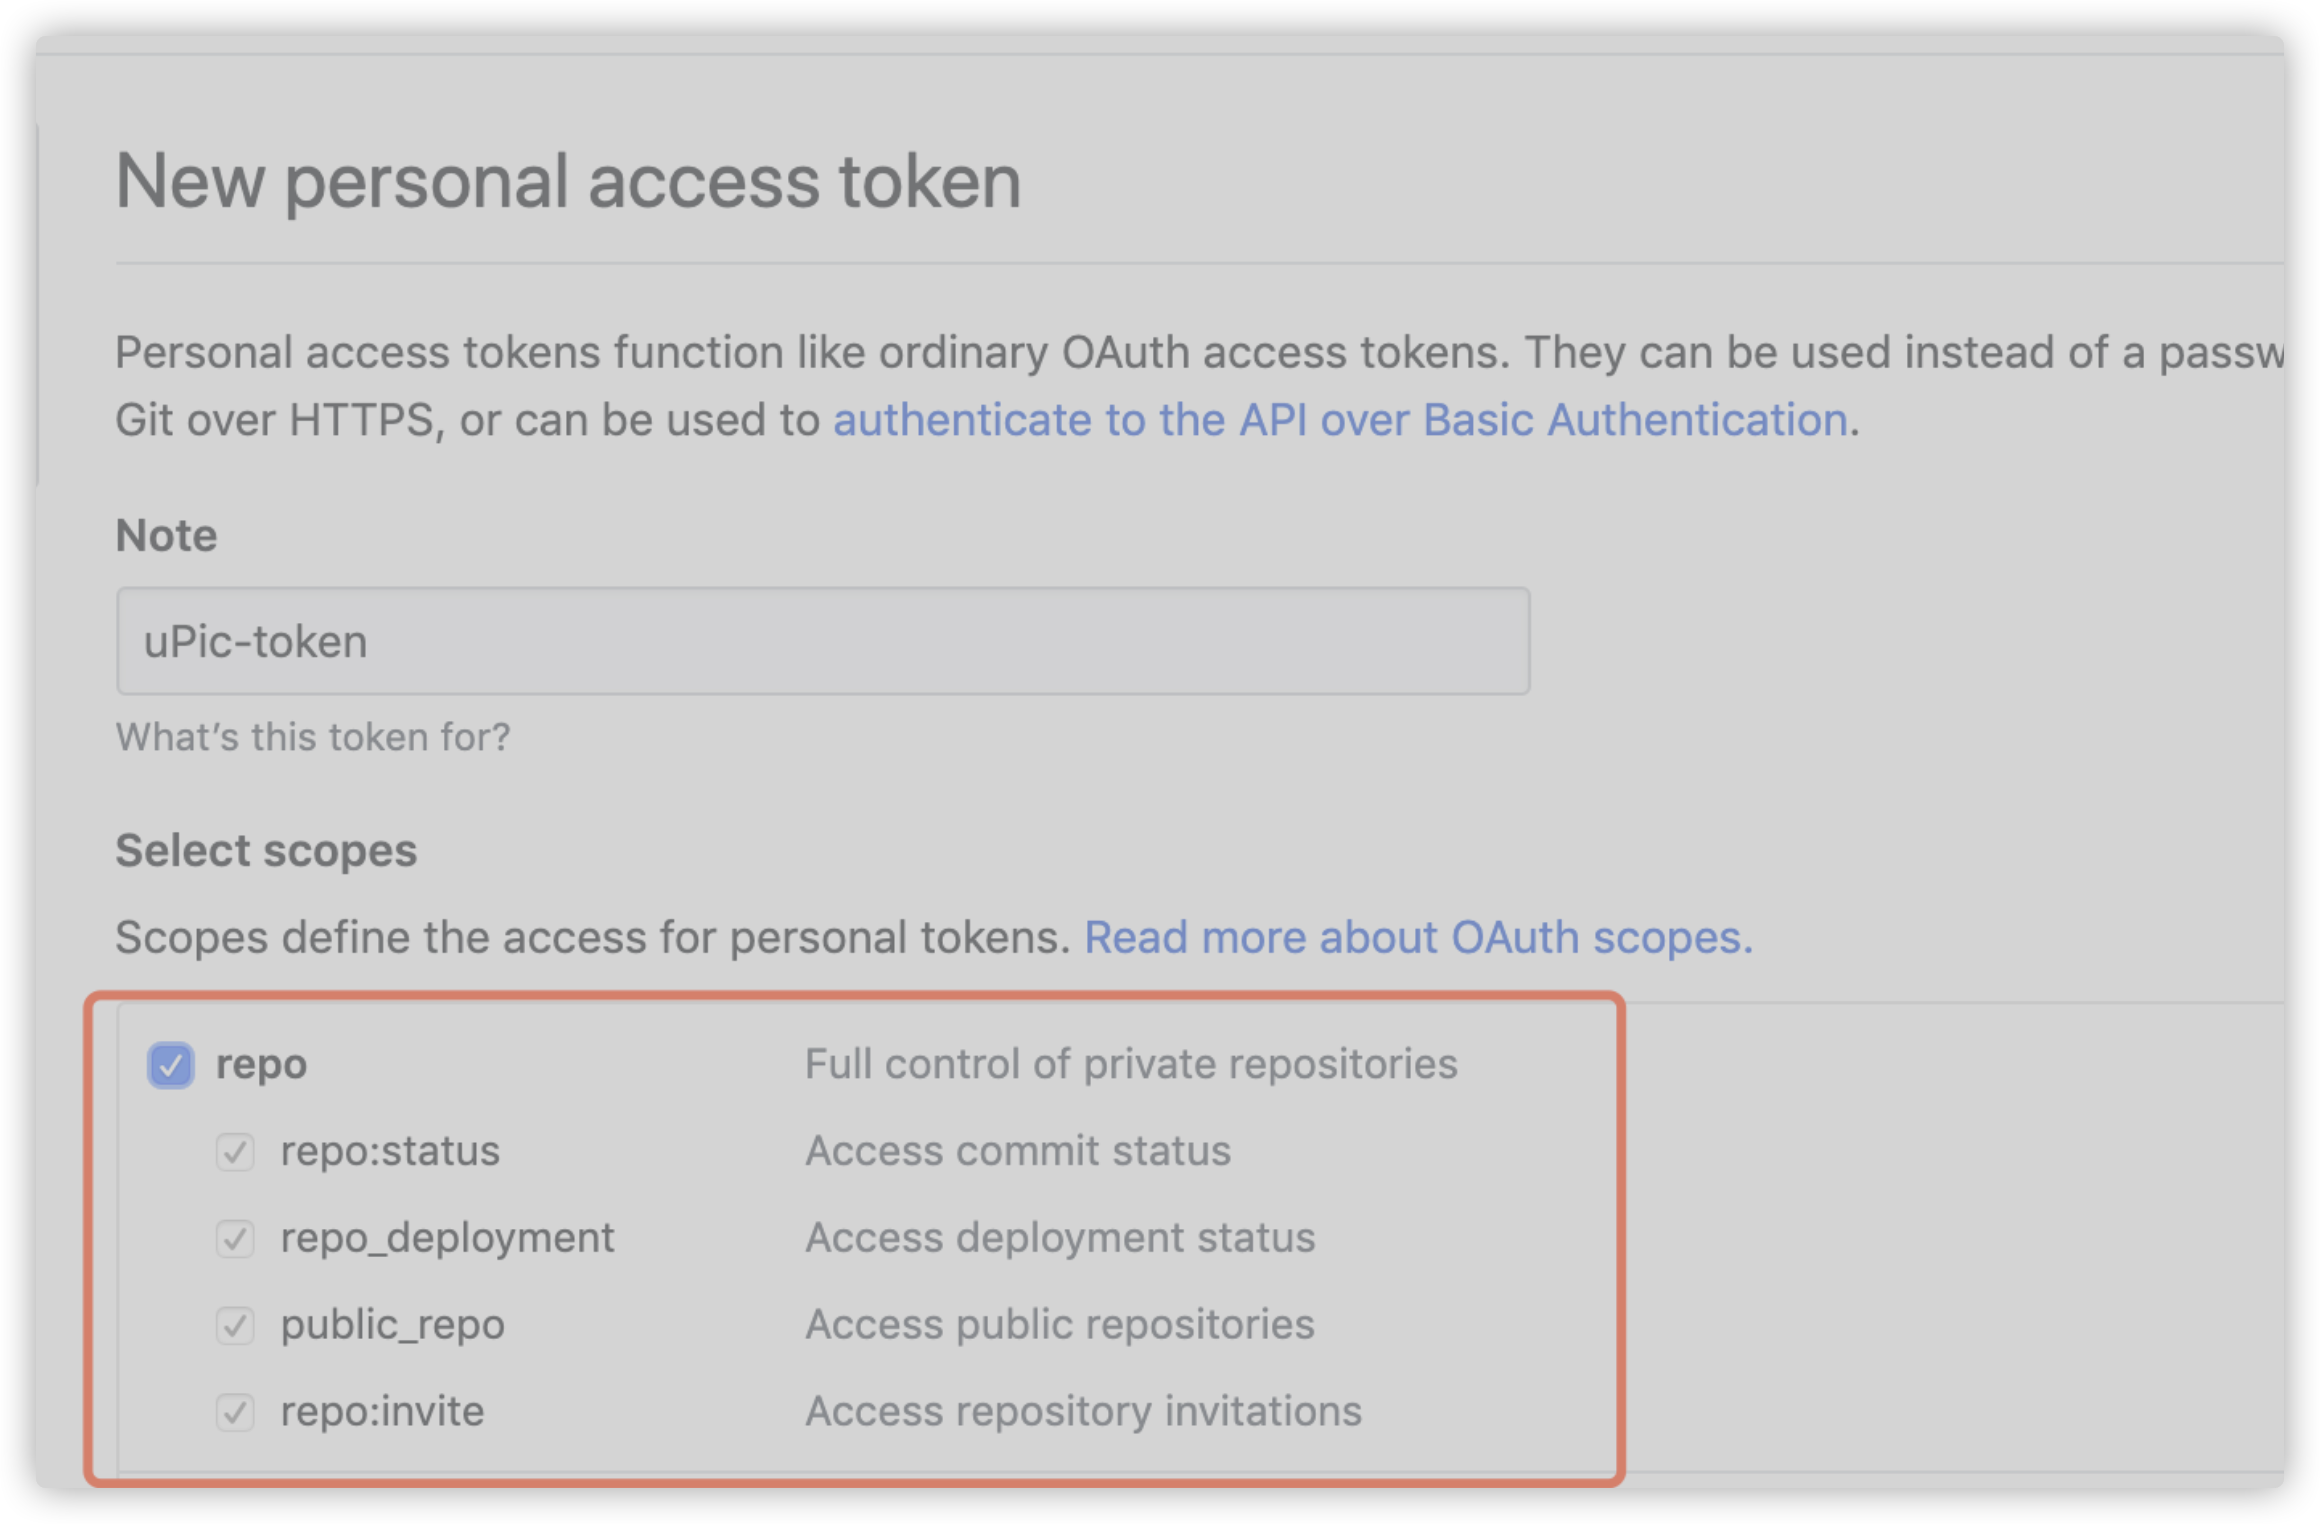 New personal access token
Personal access tokens function like ordinary OAuth access tokens. They can be used instead of a passw
Git over HTTPS, or can be used to authenticate to the API over Basic Authentication.
Note
uPic-token
What's this token for?
Select scopes
Scopes define the access for personal tokens. Read more about OAuth scopes.
repo Full control of private repositories
repo:status Access commit status
repo_deployment Access deployment status
public_repo Access public repositories
repo:invite Access repository invitations